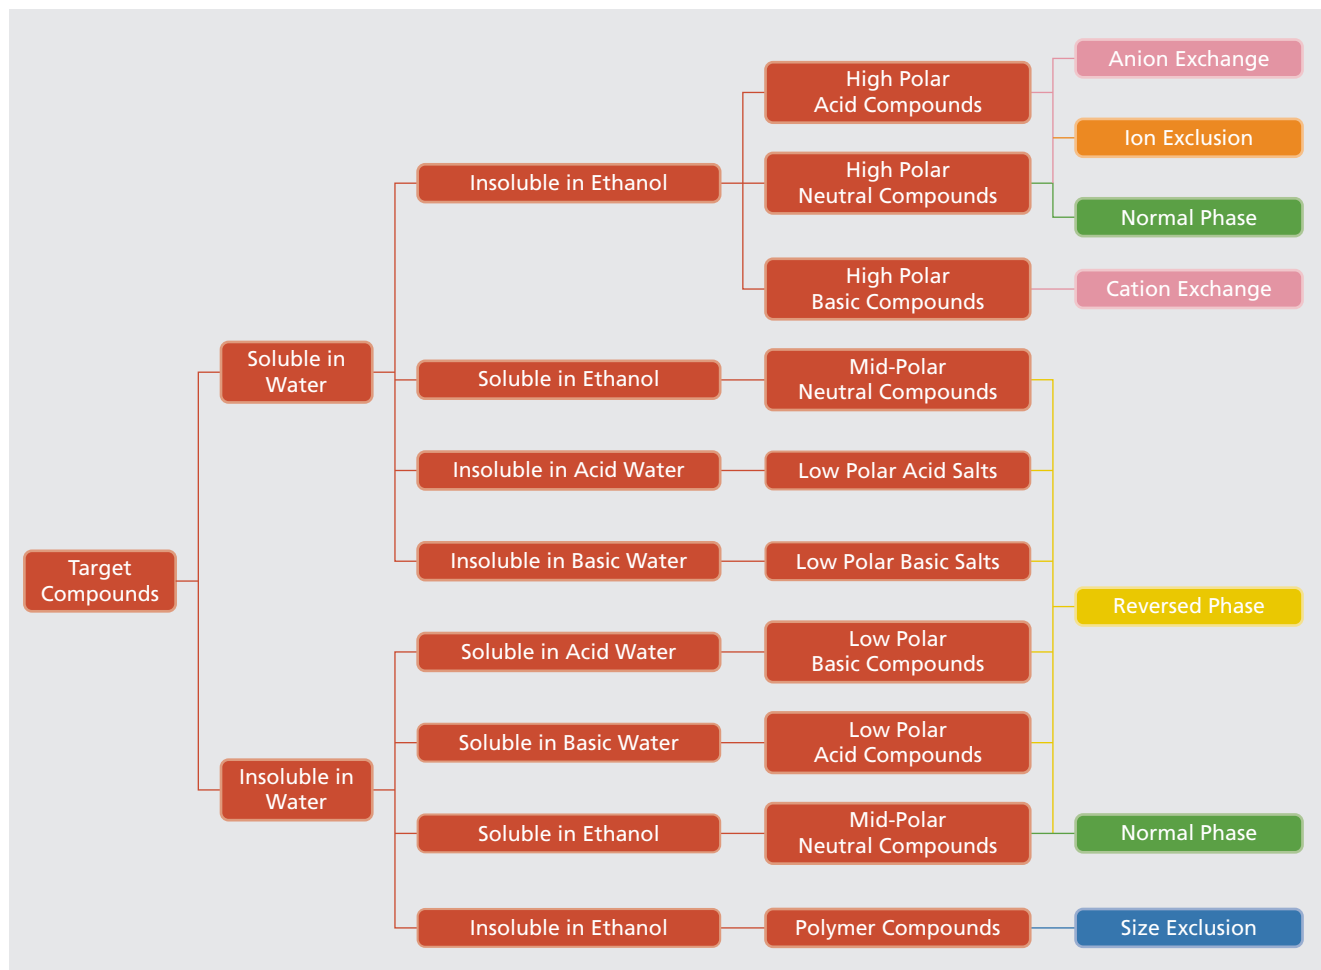 Target
Compounds
Soluble in
Water
Insoluble in Ethanol
High Polar
Acid Compounds
Anion Exchange
Ion Exclusion
High Polar
Neutral Compounds
Normal Phase
High Polar
Basic Compounds
Cation Exchange
Soluble in Ethanol
Mid-Polar
Neutral Compounds
Insoluble in Acid Water
Low Polar Acid Salts
Insoluble in Basic Water
Low Polar Basic Salts
Reversed Phase
Insoluble in
Water
Soluble in Acid Water
Low Polar
Basic Compounds
Soluble in Basic Water
Low Polar
Acid Compounds
Soluble in Ethanol
Mid-Polar
Neutral Compounds
Normal Phase
Insoluble in Ethanol
Polymer Compounds
Size Exclusion